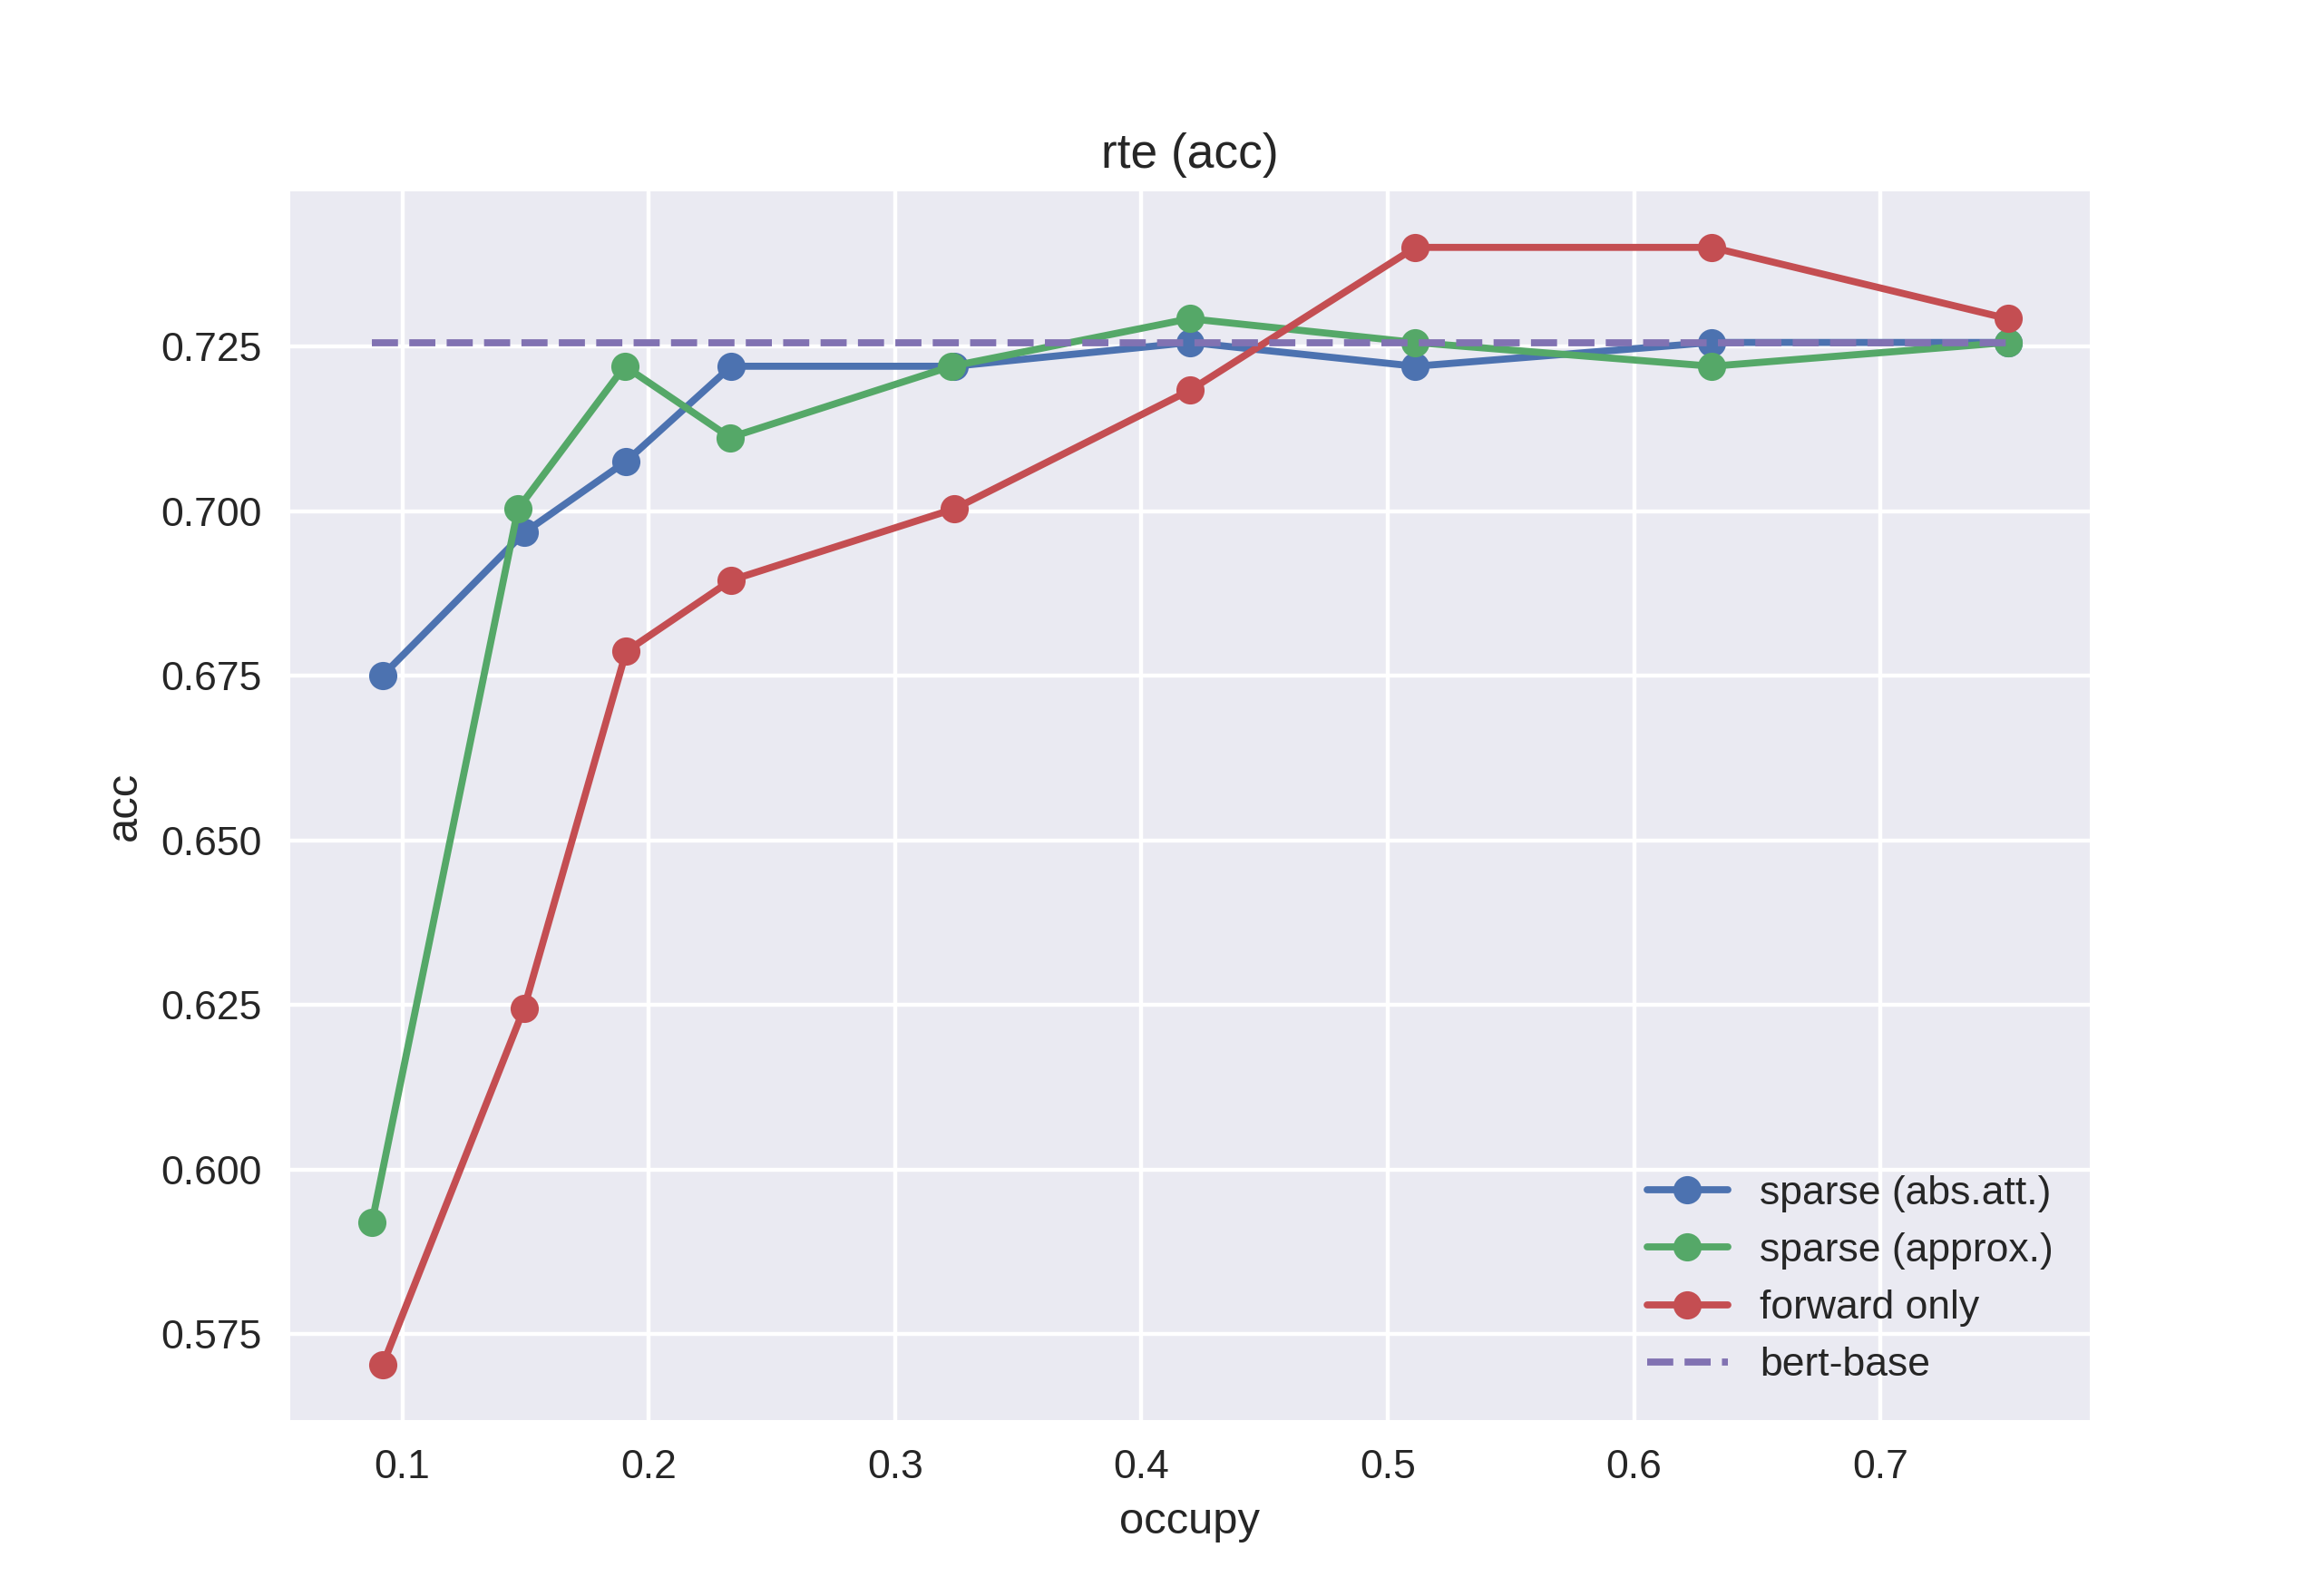 rte (acc)
0.725
0.700
0.675
0.650
0.625
0.600
0.575
acc
sparse (abs.att.)
sparse (approx.)
forward only
bert-base
0.1 0.2 0.3 0.4 0.5 0.6 0.7
occupy